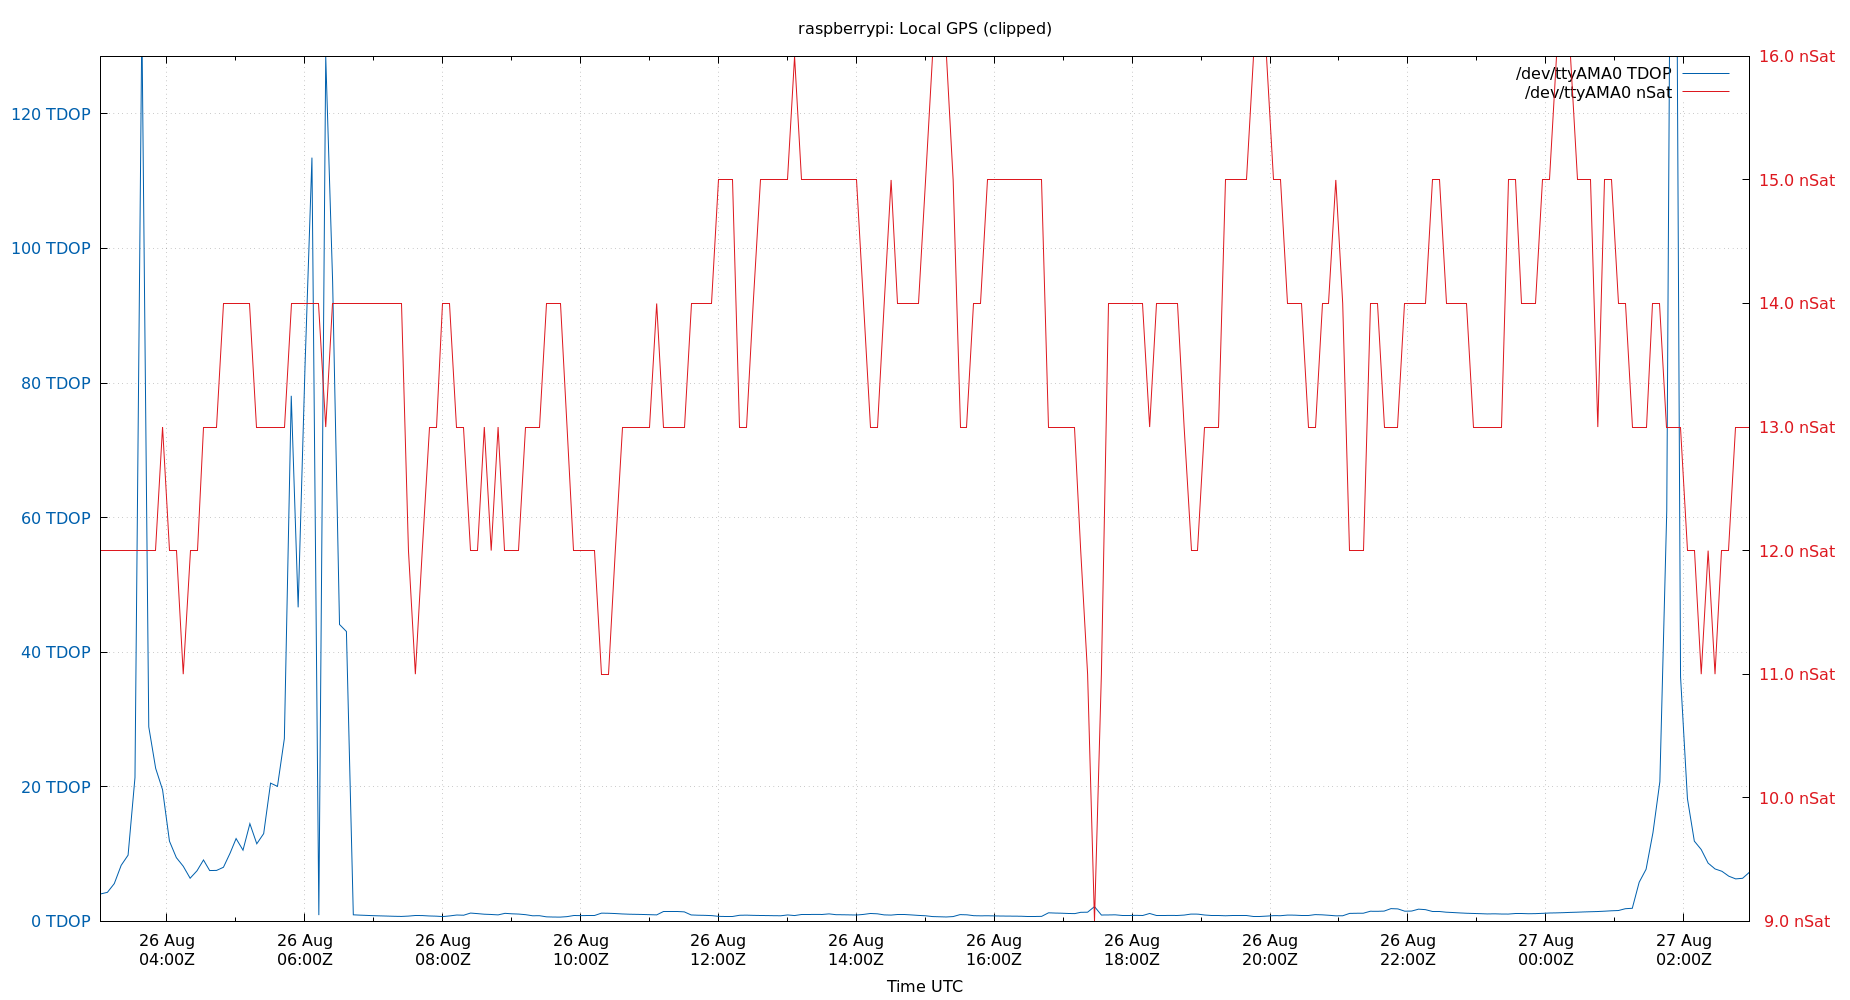 raspberrypi: Local GPS (clipped)
/dev/ttyAMA0 TDOP
/dev/ttyAMA0 nSat
120 TDOP
100 TDOP
80 TDOP
60 TDOP
40 TDOP
20 TDOP
0 TDOP
16.0 nSat
15.0 nSat
14.0 nSat
13.0 nSat
12.0 nSat
11.0 nSat
10.0 nSat
9.0 nSat
26 Aug 26 Aug 26 Aug 26 Aug 26 Aug 26 Aug 26 Aug 26 Aug 26 Aug 26 Aug 27 Aug 27 Aug
04:00Z 06:00Z 08:00Z 10:00Z 12:00Z 14:00Z 16:00Z 18:00Z 20:00Z 22:00Z 00:00Z 02:00Z
Time UTC